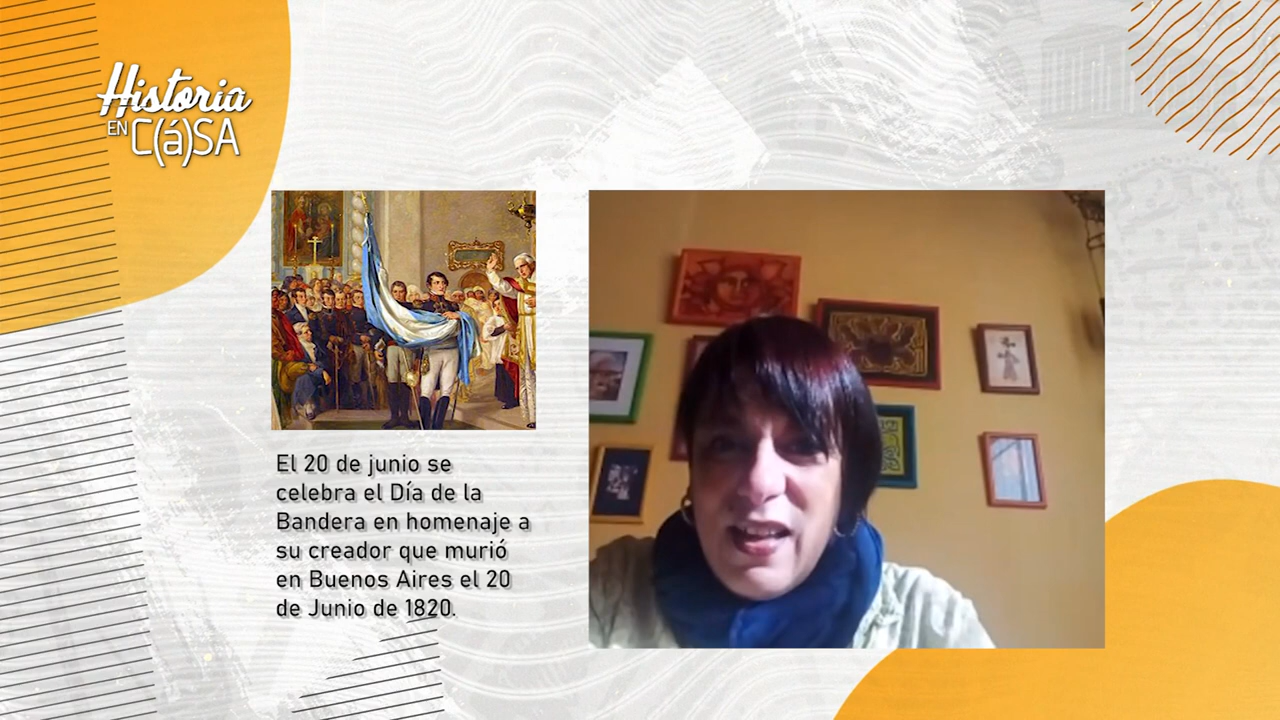 Historia
EN C(á)SA
El 20 de junio se
celebra el Día de la
Bandera en homenaje a
su creador que murió
en Buenos Aires el 20
de Junio de 1820.